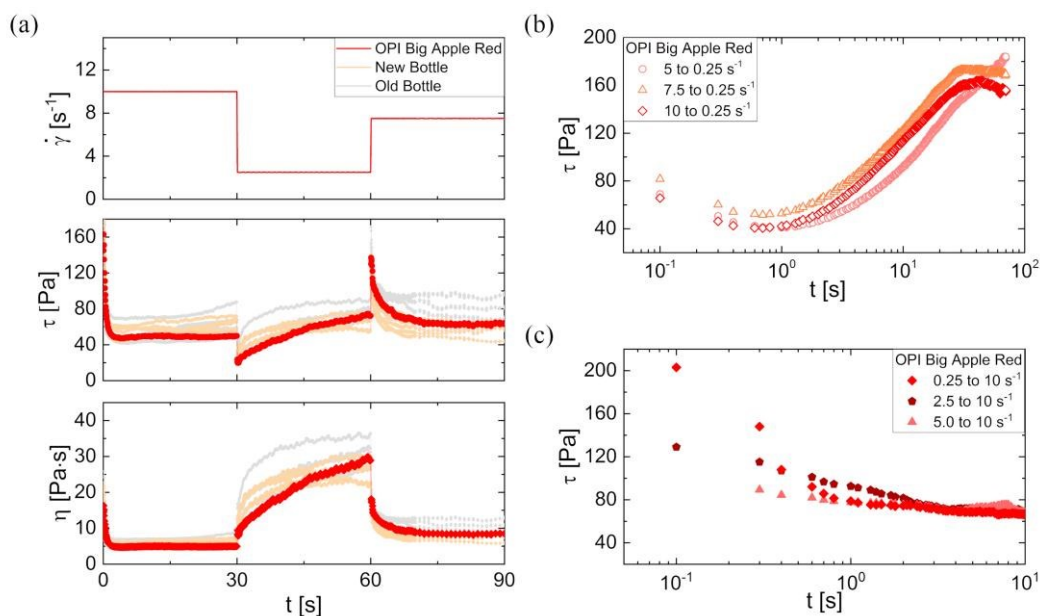 (a)
OPI Big Apple Red
New Bottle
Old Bottle
γ̇ [s⁻¹]
12
8
4
0
τ [Pa]
160
120
80
40
0
η [Pa·s]
40
30
20
10
0
0 30 60 90
t [s]
(b)
OPI Big Apple Red
5 to 0.25 s⁻¹
7.5 to 0.25 s⁻¹
10 to 0.25 s⁻¹
τ [Pa]
200
160
120
80
40
10⁻¹ 10⁰ 10¹ 10²
t [s]
(c)
OPI Big Apple Red
0.25 to 10 s⁻¹
2.5 to 10 s⁻¹
5.0 to 10 s⁻¹
τ [Pa]
200
160
120
80
40
10⁻¹ 10⁰ 10¹
t [s]